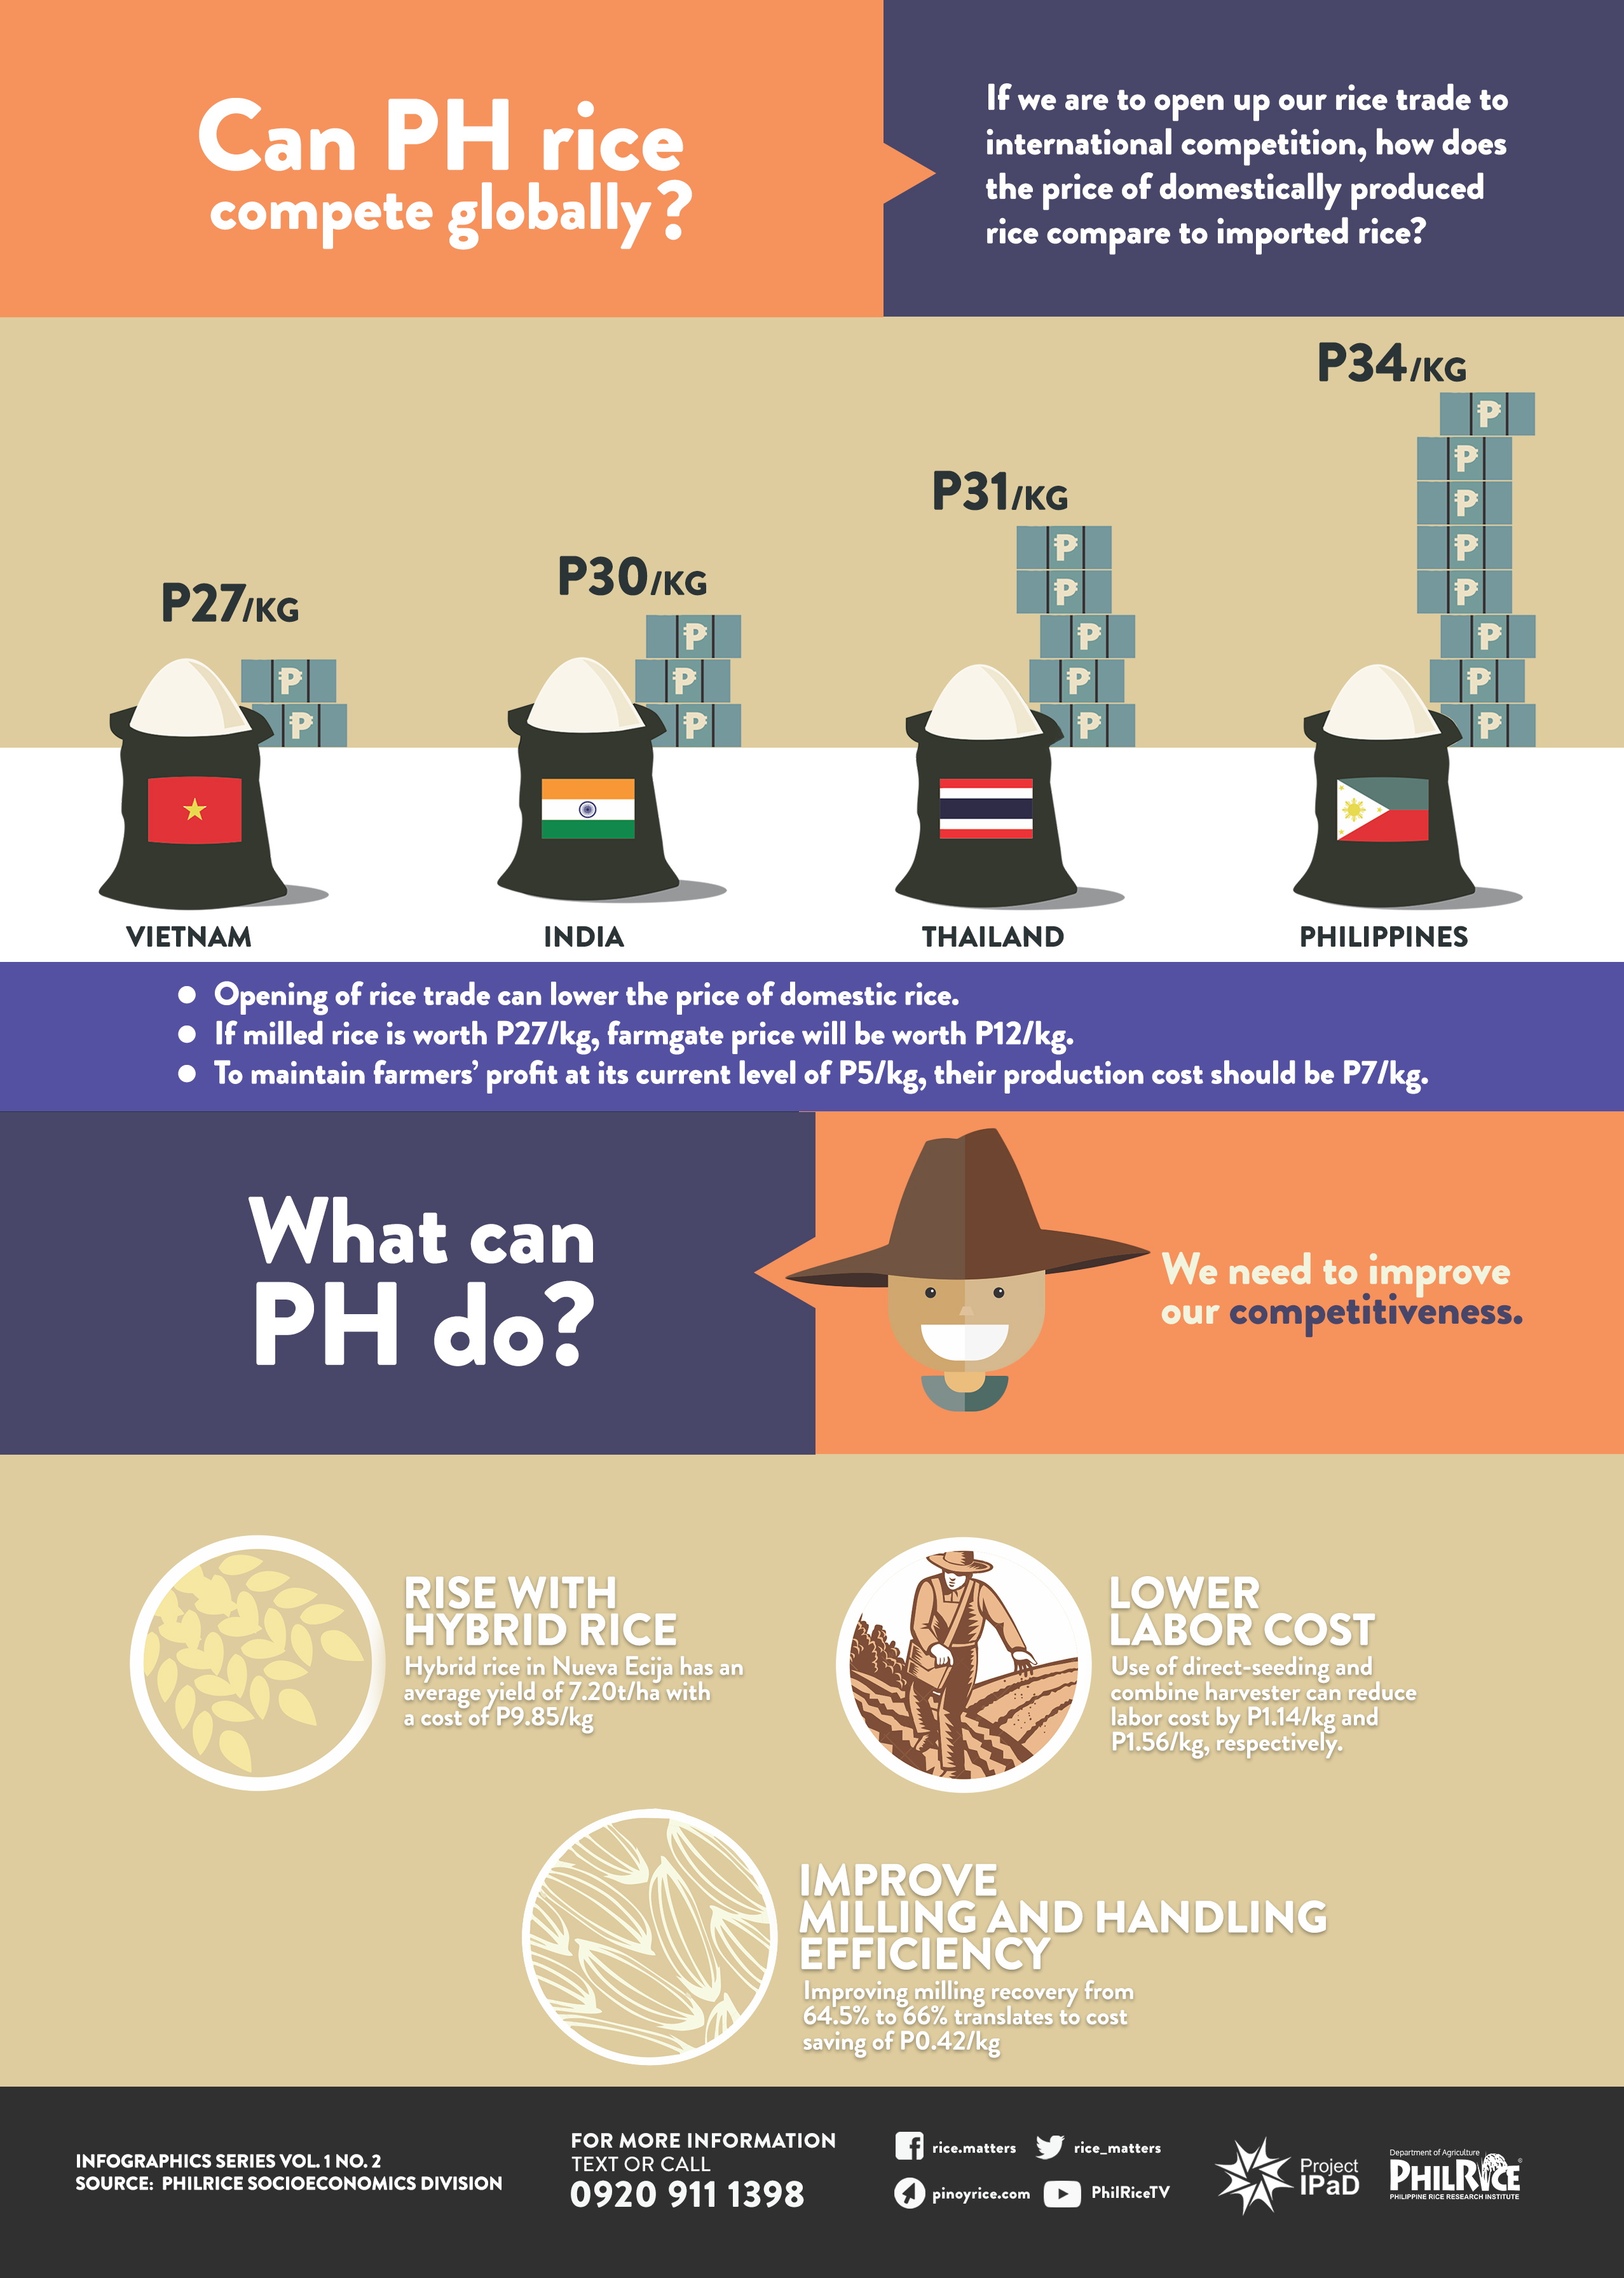 Can PH rice
compete globally?
If we are to open up our rice trade to
international competition, how does
the price of domestically produced
rice compare to imported rice?
P27/KG
P30/KG
P31/KG
P34/KG
VIETNAM
INDIA
THAILAND
PHILIPPINES
● Opening of rice trade can lower the price of domestic rice.
● If milled rice is worth P27/kg, farmgate price will be worth P12/kg.
● To maintain farmers' profit at its current level of P5/kg, their production cost should be P7/kg.
What can
PH do?
We need to improve
our competitiveness.
RISE WITH
HYBRID RICE
Hybrid rice in Nueva Ecija has an
average yield of 7.20t/ha with
a cost of P9.85/kg
LOWER
LABOR COST
Use of direct-seeding and
combine harvester can reduce
labor cost by P1.14/kg and
P1.56/kg, respectively.
IMPROVE
MILLING AND HANDLING
EFFICIENCY
Improving milling recovery from
64.5% to 66% translates to cost
saving of P0.42/kg
INFOGRAPHICS SERIES VOL. 1 NO. 2
SOURCE: PHILRICE SOCIOECONOMICS DIVISION
FOR MORE INFORMATION
TEXT OR CALL
0920 911 1398
rice.matters
rice_matters
pinoyrice.com
PhilRiceTV
Project
IPaD
Department of Agriculture
PHILRICE
PHILIPPINE RICE RESEARCH INSTITUTE